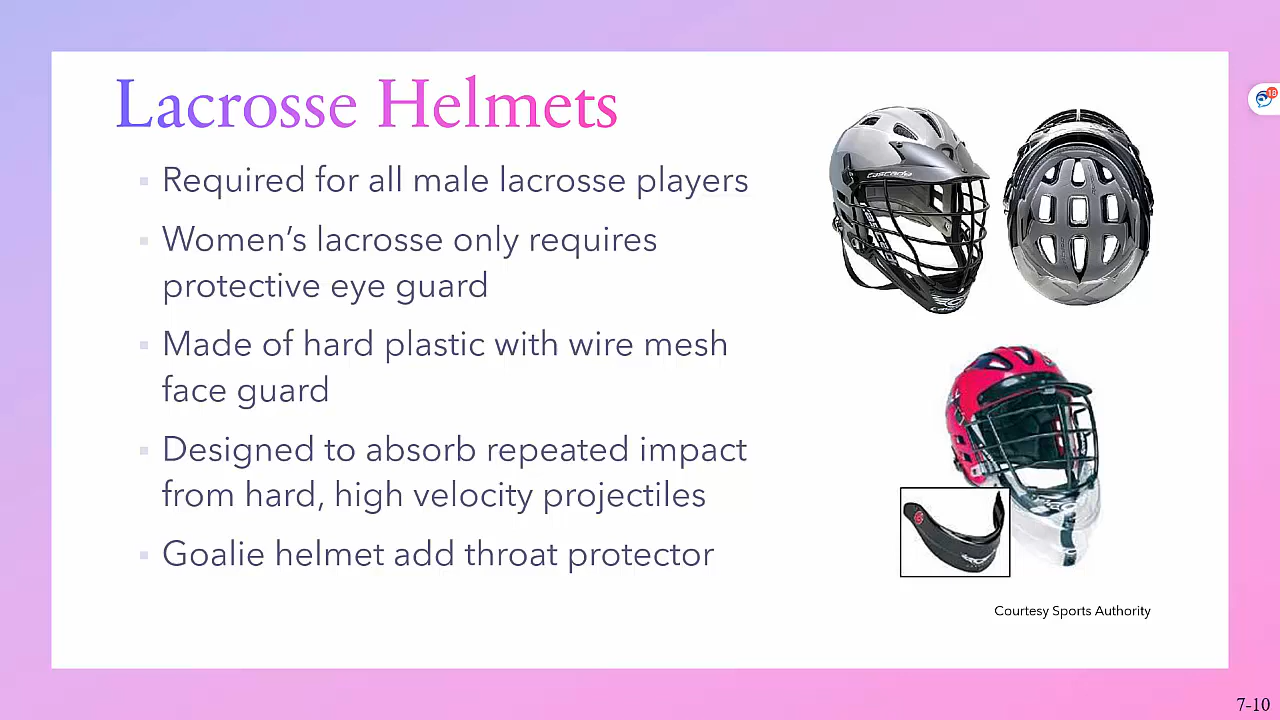 Lacrosse Helmets
Required for all male lacrosse players
Women's lacrosse only requires
protective eye guard
Made of hard plastic with wire mesh
face guard
Designed to absorb repeated impact
from hard, high velocity projectiles
Goalie helmet add throat protector
cascade
Courtesy Sports Authority
7-10